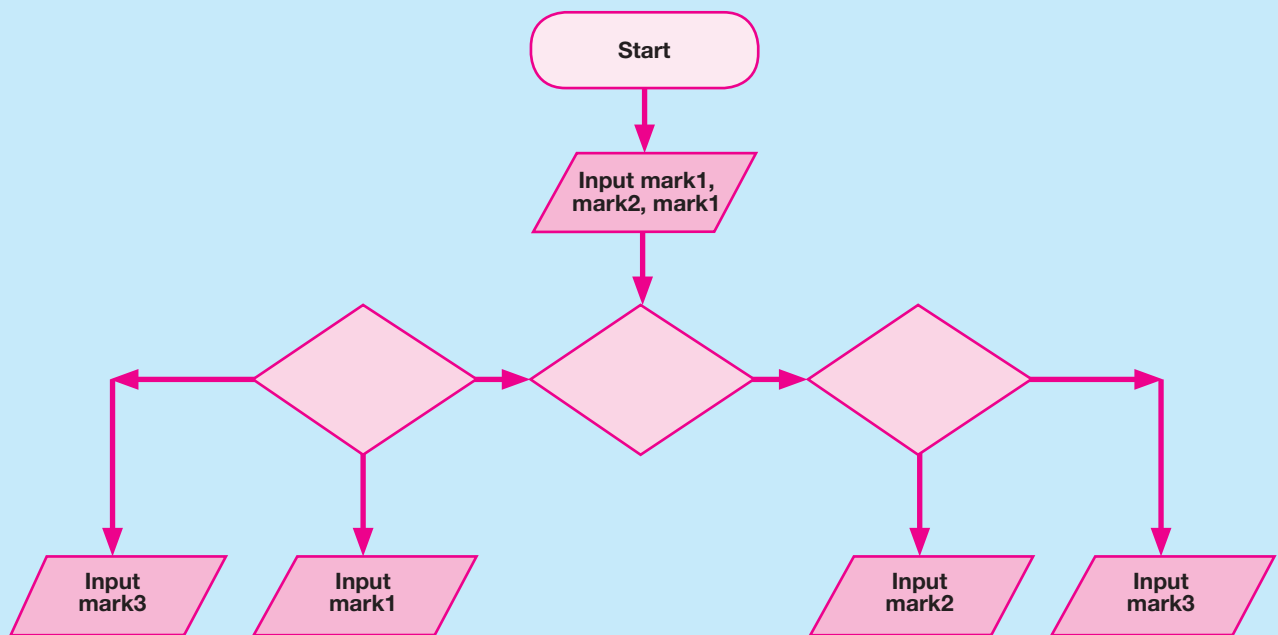 Start
Input mark1,
mark2, mark1
Input
mark3
Input
mark1
Input
mark2
Input
mark3